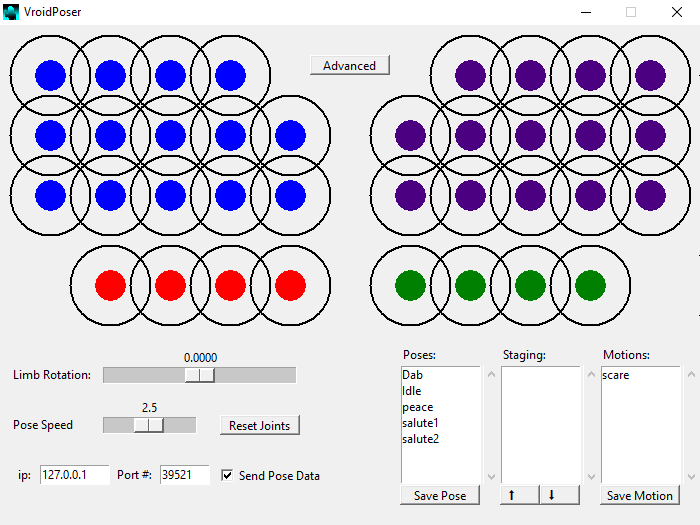 VroidPoser
Advanced
0.0000
Limb Rotation:
2.5
Pose Speed
Reset Joints
ip: 127.0.0.1 Port #: 39521 Send Pose Data
Poses: Staging: Motions:
Dab scare
Idle
peace
salute1
salute2
Save Pose ↑ ↓ Save Motion